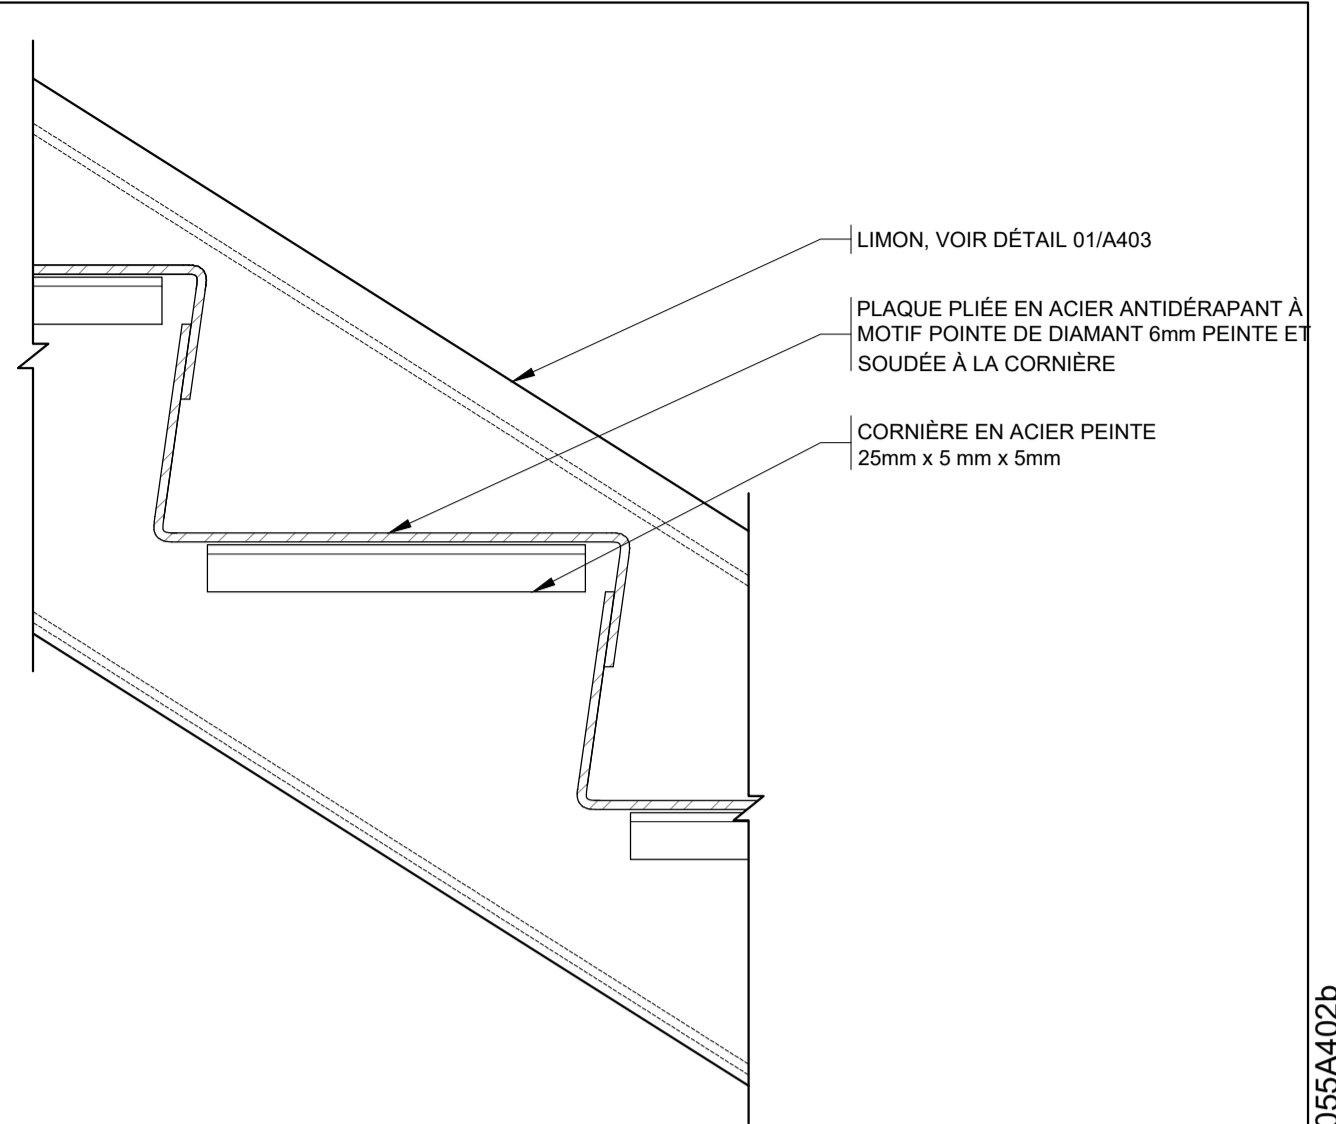 LIMON, VOIR DÉTAIL 01/A403
PLAQUE PLIÉE EN ACIER ANTIDÉRAPANT À
MOTIF POINTE DE DIAMANT 6mm PEINTE ET
SOUDÉE À LA CORNIÈRE
CORNIÈRE EN ACIER PEINTE
25mm x 5 mm x 5mm
055A402b